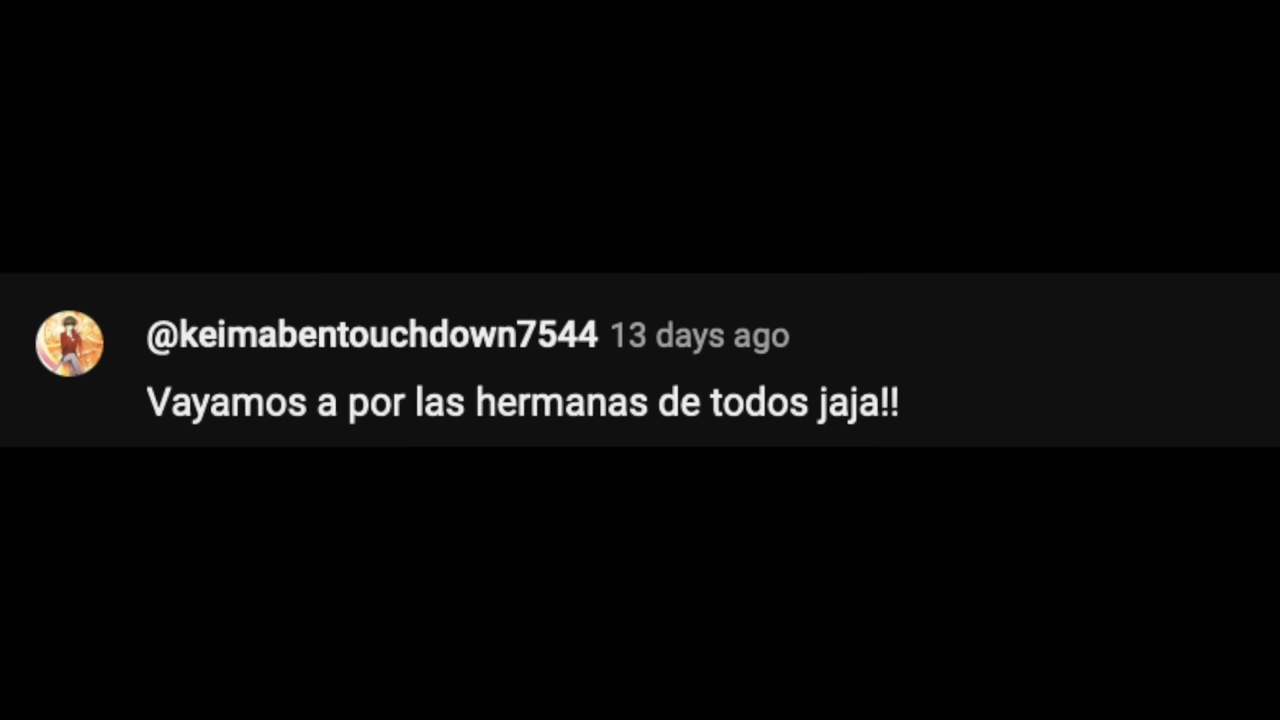 @keimabentouchdown7544 13 days ago
Vayamos a por las hermanas de todos jaja!!